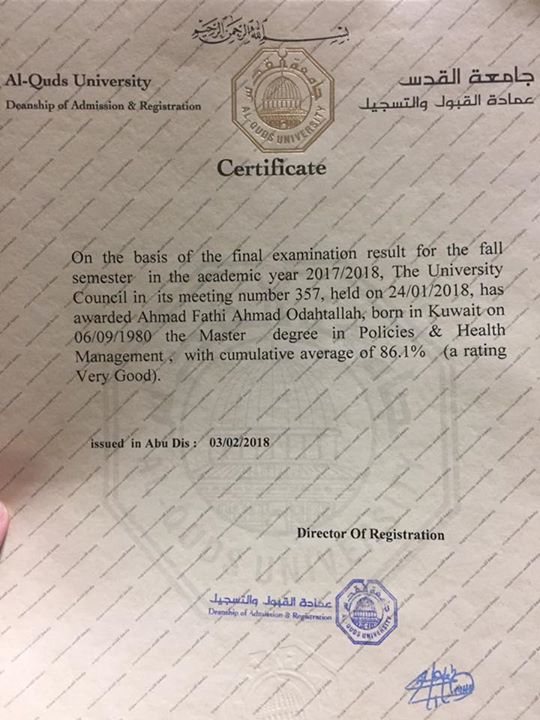 بسم الله الرحمن الرحيم
Al-Quds University
Deanship of Admission & Registration
جامعة القدس
عمادة القبول والتسجيل
جامعة القدس
AL-QUDS UNIVERSITY
Certificate
On the basis of the final examination result for the fall
semester in the academic year 2017/2018, The University
Council in its meeting number 357, held on 24/01/2018, has
awarded Ahmad Fathi Ahmad Odahtallah, born in Kuwait on
06/09/1980 the Master degree in Policies & Health
Management , with cumulative average of 86.1% (a rating
Very Good).
issued in Abu Dis : 03/02/2018
Director Of Registration
عمادة القبول والتسجيل
Deanship of Admission & Registration
جامعة القدس
AL-QUDS UNIVERSITY